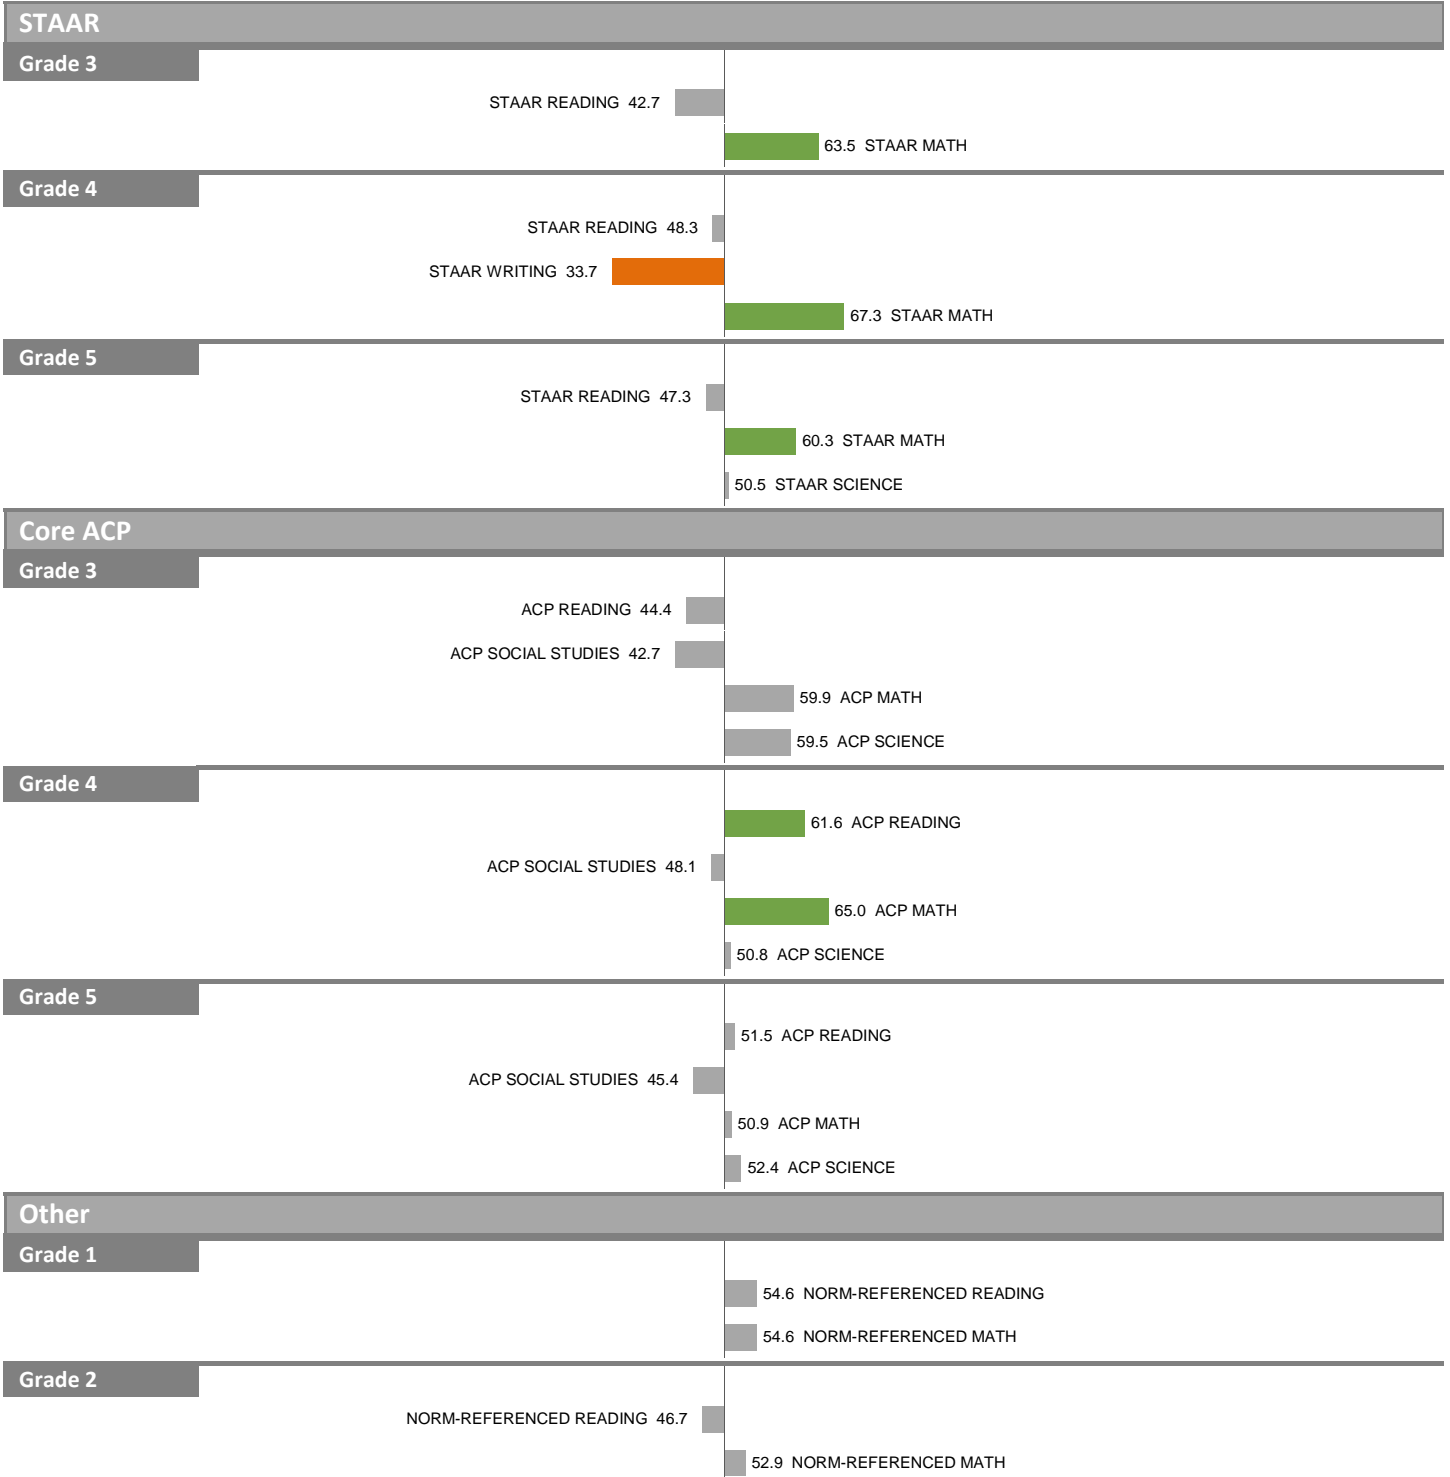 STAAR
Grade 3
STAAR READING 42.7
63.5 STAAR MATH
Grade 4
STAAR READING 48.3
STAAR WRITING 33.7
67.3 STAAR MATH
Grade 5
STAAR READING 47.3
60.3 STAAR MATH
50.5 STAAR SCIENCE
Core ACP
Grade 3
ACP READING 44.4
ACP SOCIAL STUDIES 42.7
59.9 ACP MATH
59.5 ACP SCIENCE
Grade 4
61.6 ACP READING
ACP SOCIAL STUDIES 48.1
65.0 ACP MATH
50.8 ACP SCIENCE
Grade 5
51.5 ACP READING
ACP SOCIAL STUDIES 45.4
50.9 ACP MATH
52.4 ACP SCIENCE
Other
Grade 1
54.6 NORM-REFERENCED READING
54.6 NORM-REFERENCED MATH
Grade 2
NORM-REFERENCED READING 46.7
52.9 NORM-REFERENCED MATH